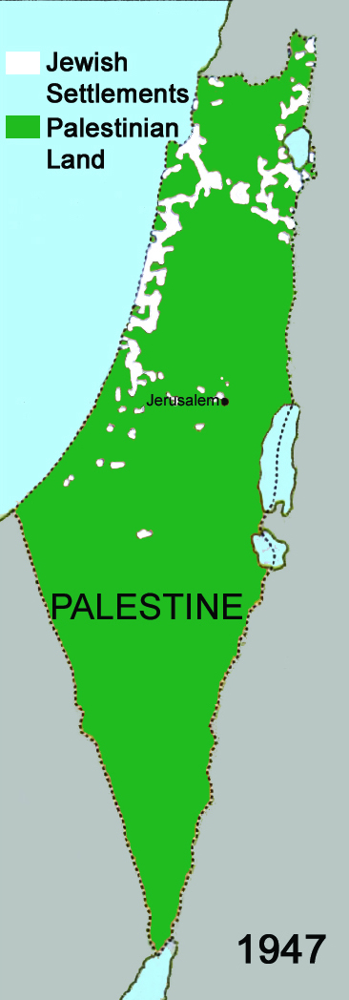 Jewish
Settlements
Palestinian
Land
Jerusalem
PALESTINE
1947